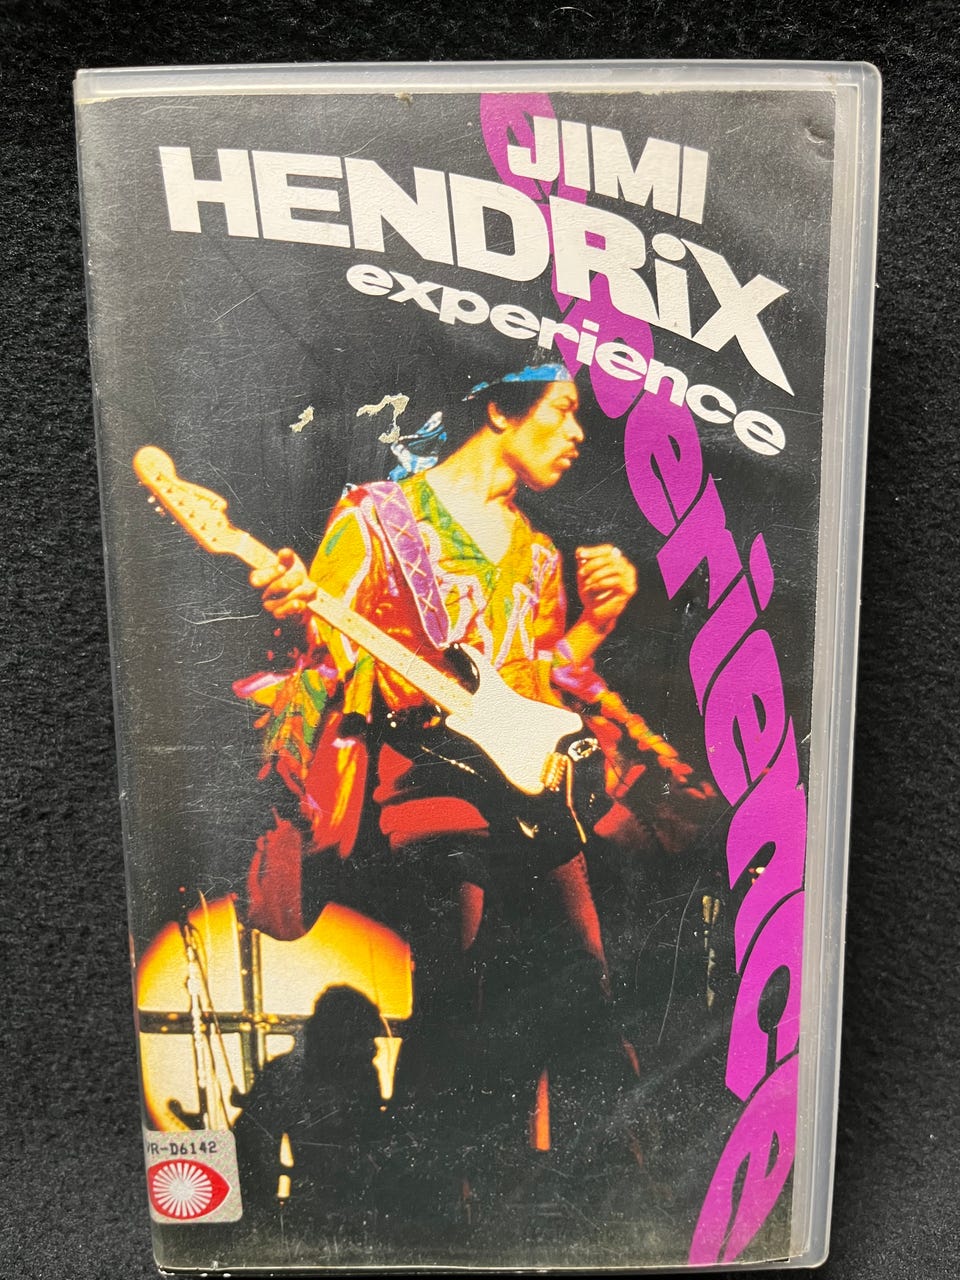 JIMI
HENDRiX
experience
experience
VR-D6142